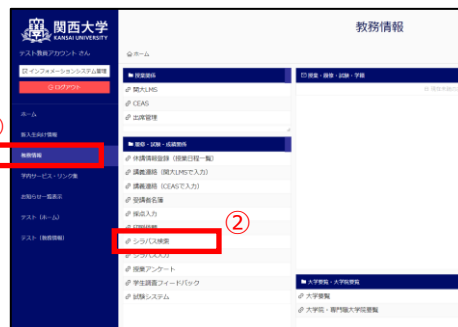 関西大学
KANSAI UNIVERSITY
教務情報
テスト教員アカウント さん
ホーム
インフォメーションシステム管理
ログアウト
授業関係
授業・履修・試験・学籍
関大LMS
CEAS
出席管理
ホーム
新入生向け情報
教務情報
学内サービス・リンク集
お知らせ一覧表示
テスト（ホーム）
テスト（教務情報）
履修・試験・成績関係
休講情報登録（授業日程一覧）
講義連絡（関大LMSで入力）
講義連絡（CEASで入力）
受講者名簿
採点入力
②
シラバス検索
シラバス入力
授業アンケート
学生調査フィードバック
試験システム
大学要覧・大学院要覧
大学要覧
大学院・専門職大学院要覧